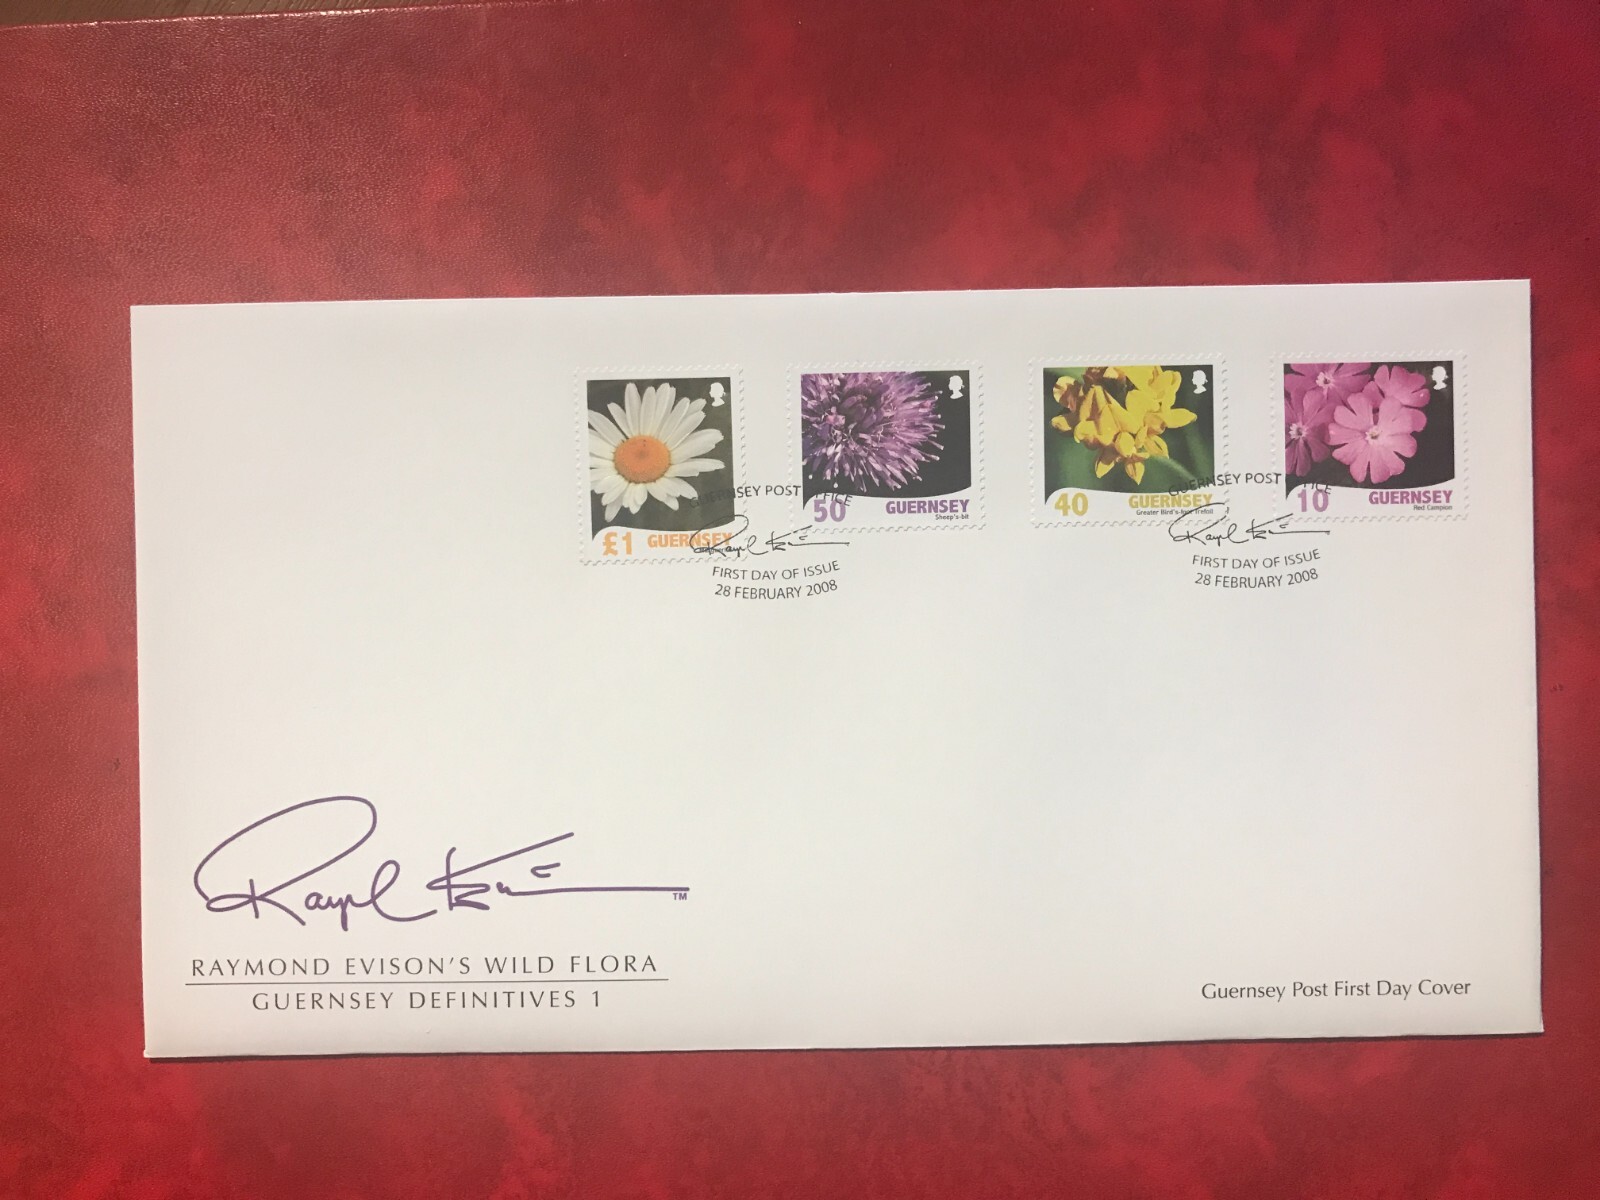 £1 GUERNSEY
50 GUERNSEY
Sheep's-bit
40 GUERNSEY
Greater Bird's-foot Trefoil
10 GUERNSEY
Red Campion
GUERNSEY POST OFFICE
FIRST DAY OF ISSUE
28 FEBRUARY 2008
GUERNSEY POST OFFICE
FIRST DAY OF ISSUE
28 FEBRUARY 2008
TM
RAYMOND EVISON'S WILD FLORA
GUERNSEY DEFINITIVES 1
Guernsey Post First Day Cover